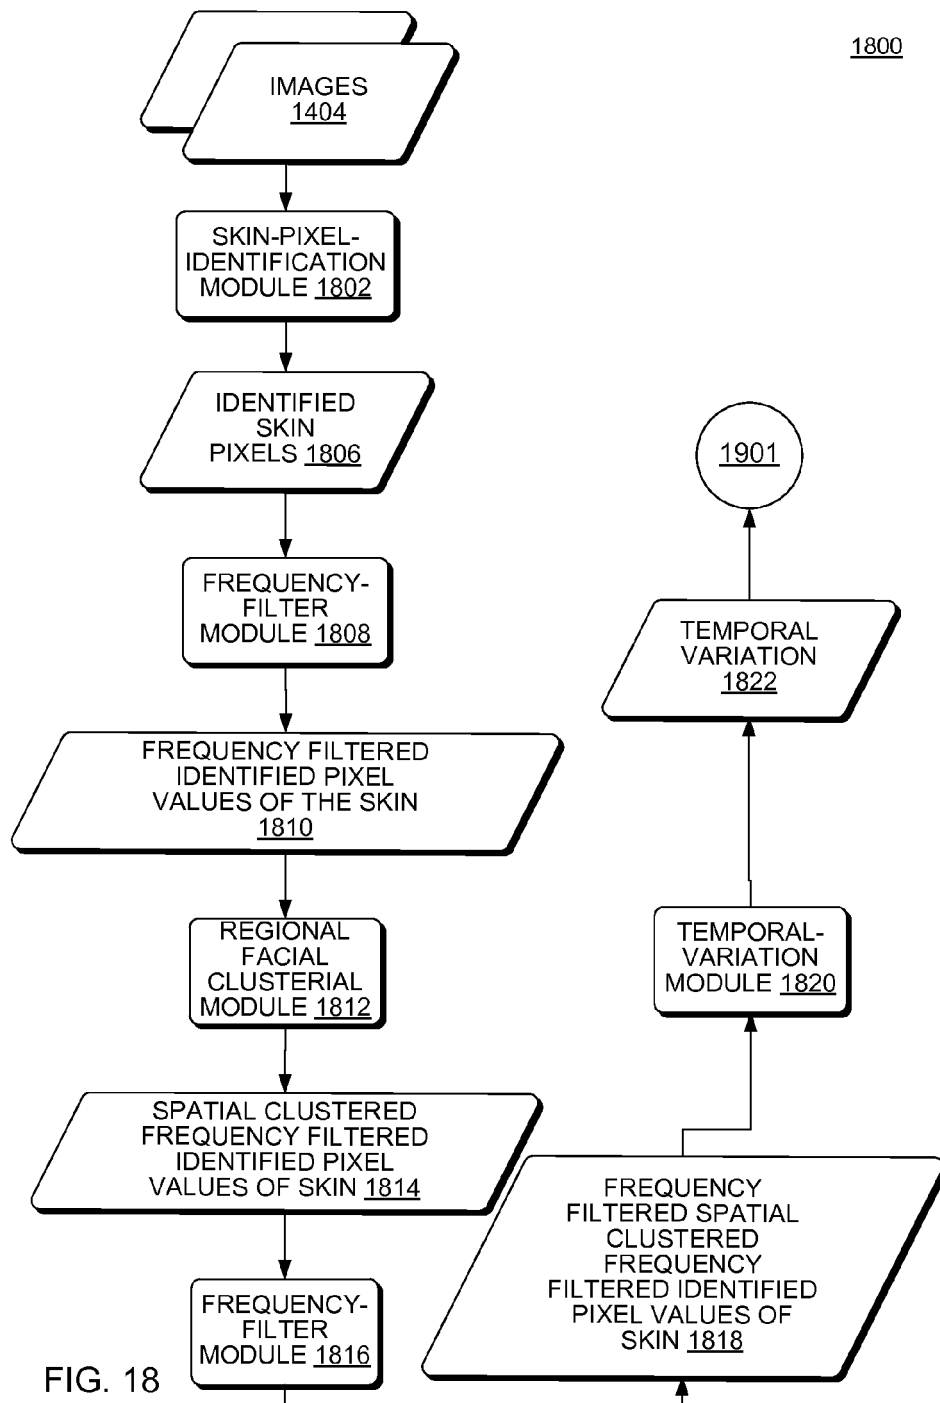 1800
IMAGES
1404
SKIN-PIXEL-
IDENTIFICATION
MODULE 1802
IDENTIFIED
SKIN
PIXELS 1806
FREQUENCY-
FILTER
MODULE 1808
FREQUENCY FILTERED
IDENTIFIED PIXEL
VALUES OF THE SKIN
1810
REGIONAL
FACIAL
CLUSTERIAL
MODULE 1812
SPATIAL CLUSTERED
FREQUENCY FILTERED
IDENTIFIED PIXEL
VALUES OF SKIN 1814
FREQUENCY-
FILTER
MODULE 1816
FREQUENCY
FILTERED SPATIAL
CLUSTERED
FREQUENCY
FILTERED IDENTIFIED
PIXEL VALUES OF
SKIN 1818
TEMPORAL-
VARIATION
MODULE 1820
TEMPORAL
VARIATION
1822
1901
FIG. 18